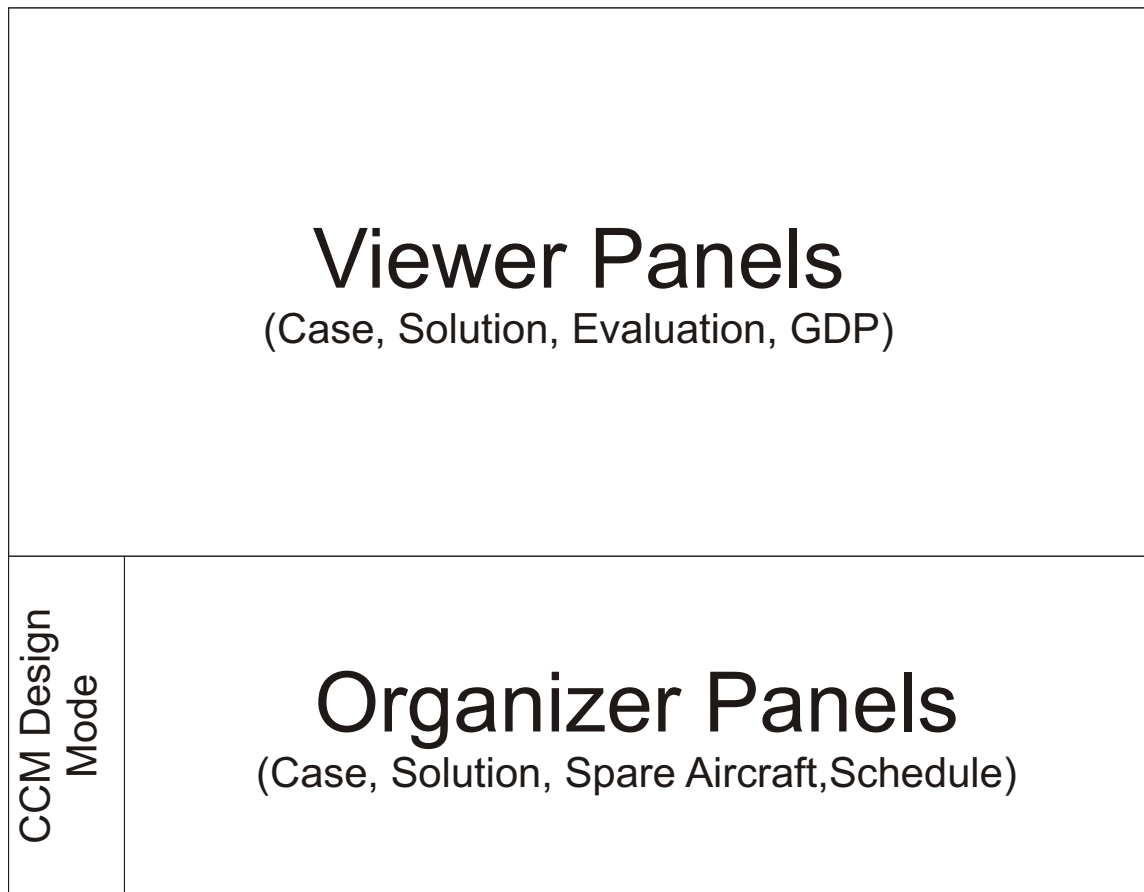 Viewer Panels
(Case, Solution, Evaluation, GDP)
CCM Design
Mode
Organizer Panels
(Case, Solution, Spare Aircraft,Schedule)